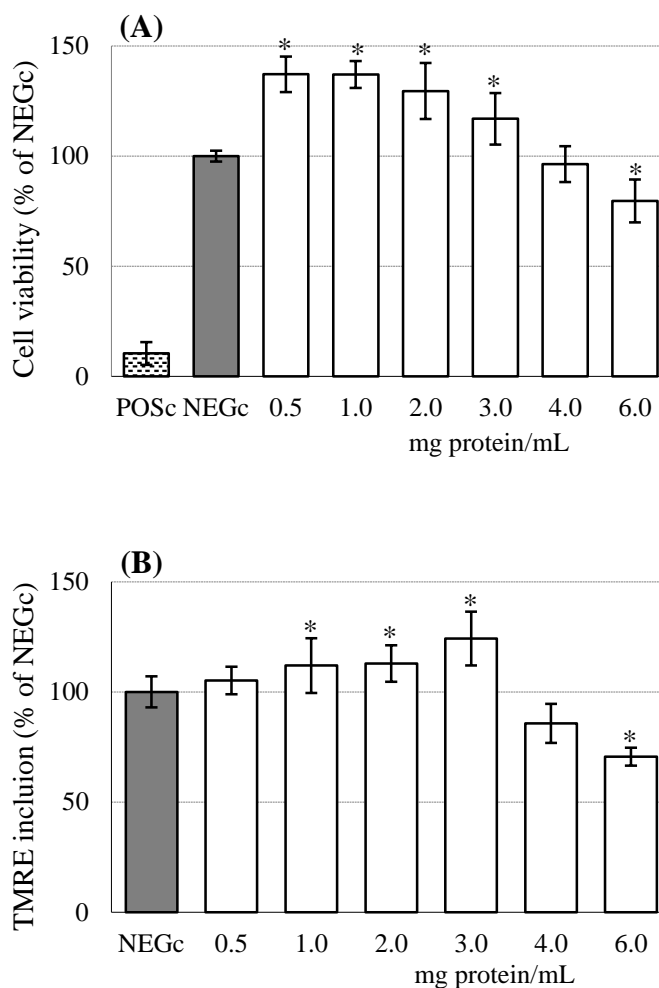 (A)
150
100
50
0
Cell viability (% of NEGc)
* * * * *
POSc NEGc 0.5 1.0 2.0 3.0 4.0 6.0
mg protein/mL
(B)
150
100
50
0
TMRE incluion (% of NEGc)
* * * *
NEGc 0.5 1.0 2.0 3.0 4.0 6.0
mg protein/mL